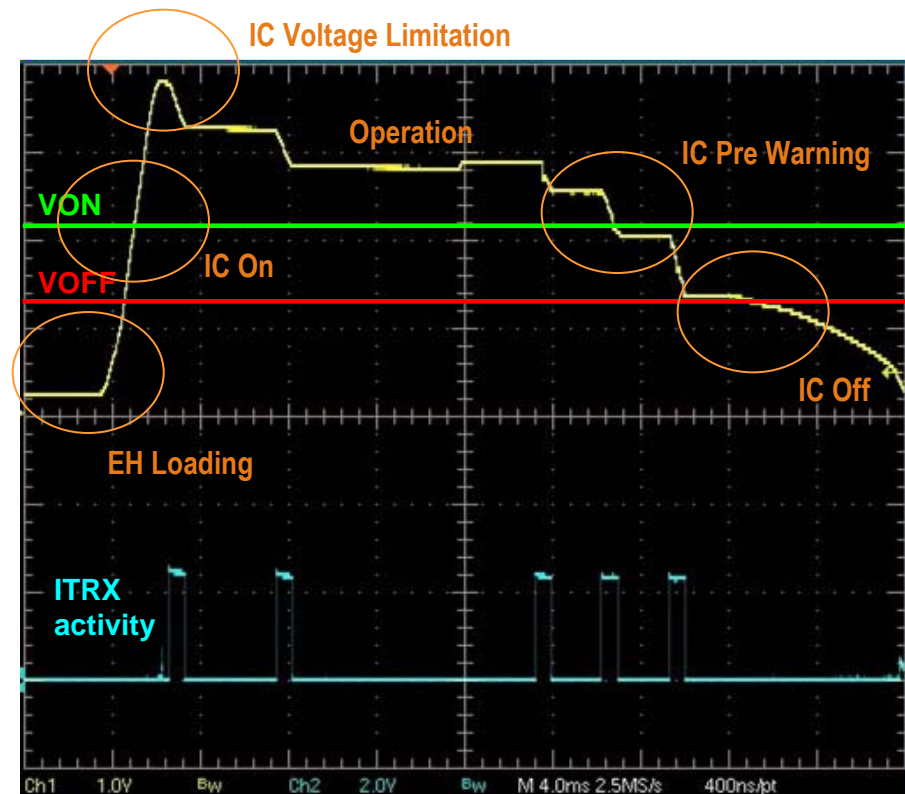 IC Voltage Limitation
Operation
IC Pre Warning
VON
IC On
VOFF
IC Off
EH Loading
ITRX
activity
Ch1 1.0V Bw Ch2 2.0V Bw M 4.0ms 2.5MS/s 400ns/pt